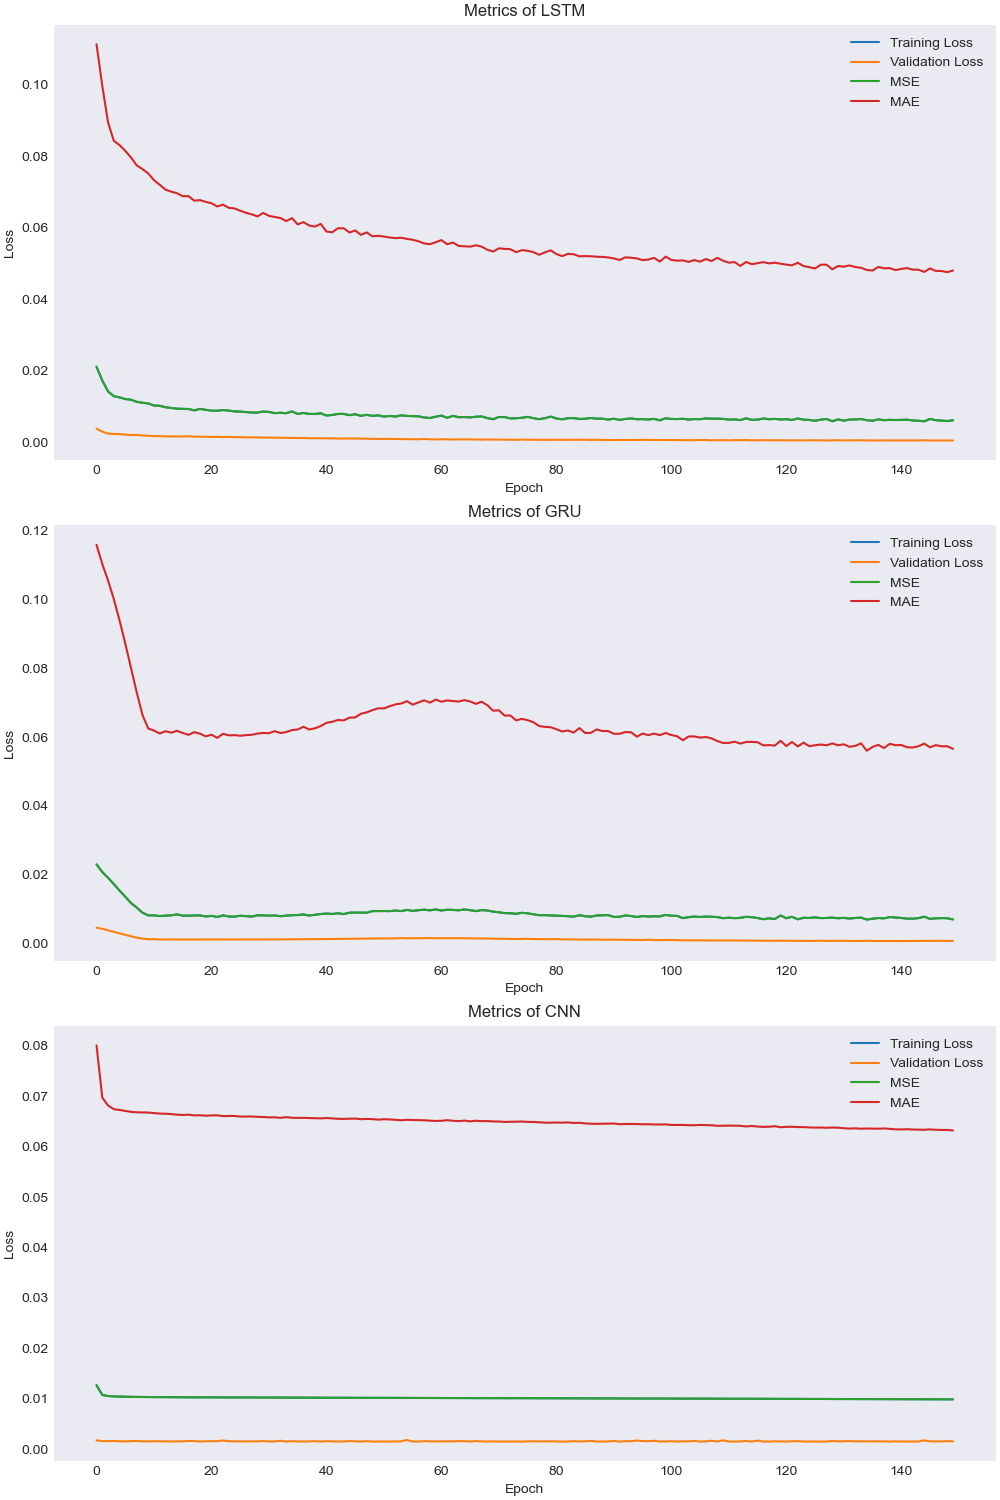 Metrics of LSTM
Training Loss
Validation Loss
MSE
MAE
Loss
0.10
0.08
0.06
0.04
0.02
0.00
0 20 40 60 80 100 120 140
Epoch
Metrics of GRU
Training Loss
Validation Loss
MSE
MAE
Loss
0.12
0.10
0.08
0.06
0.04
0.02
0.00
0 20 40 60 80 100 120 140
Epoch
Metrics of CNN
Training Loss
Validation Loss
MSE
MAE
Loss
0.08
0.07
0.06
0.05
0.04
0.03
0.02
0.01
0.00
0 20 40 60 80 100 120 140
Epoch